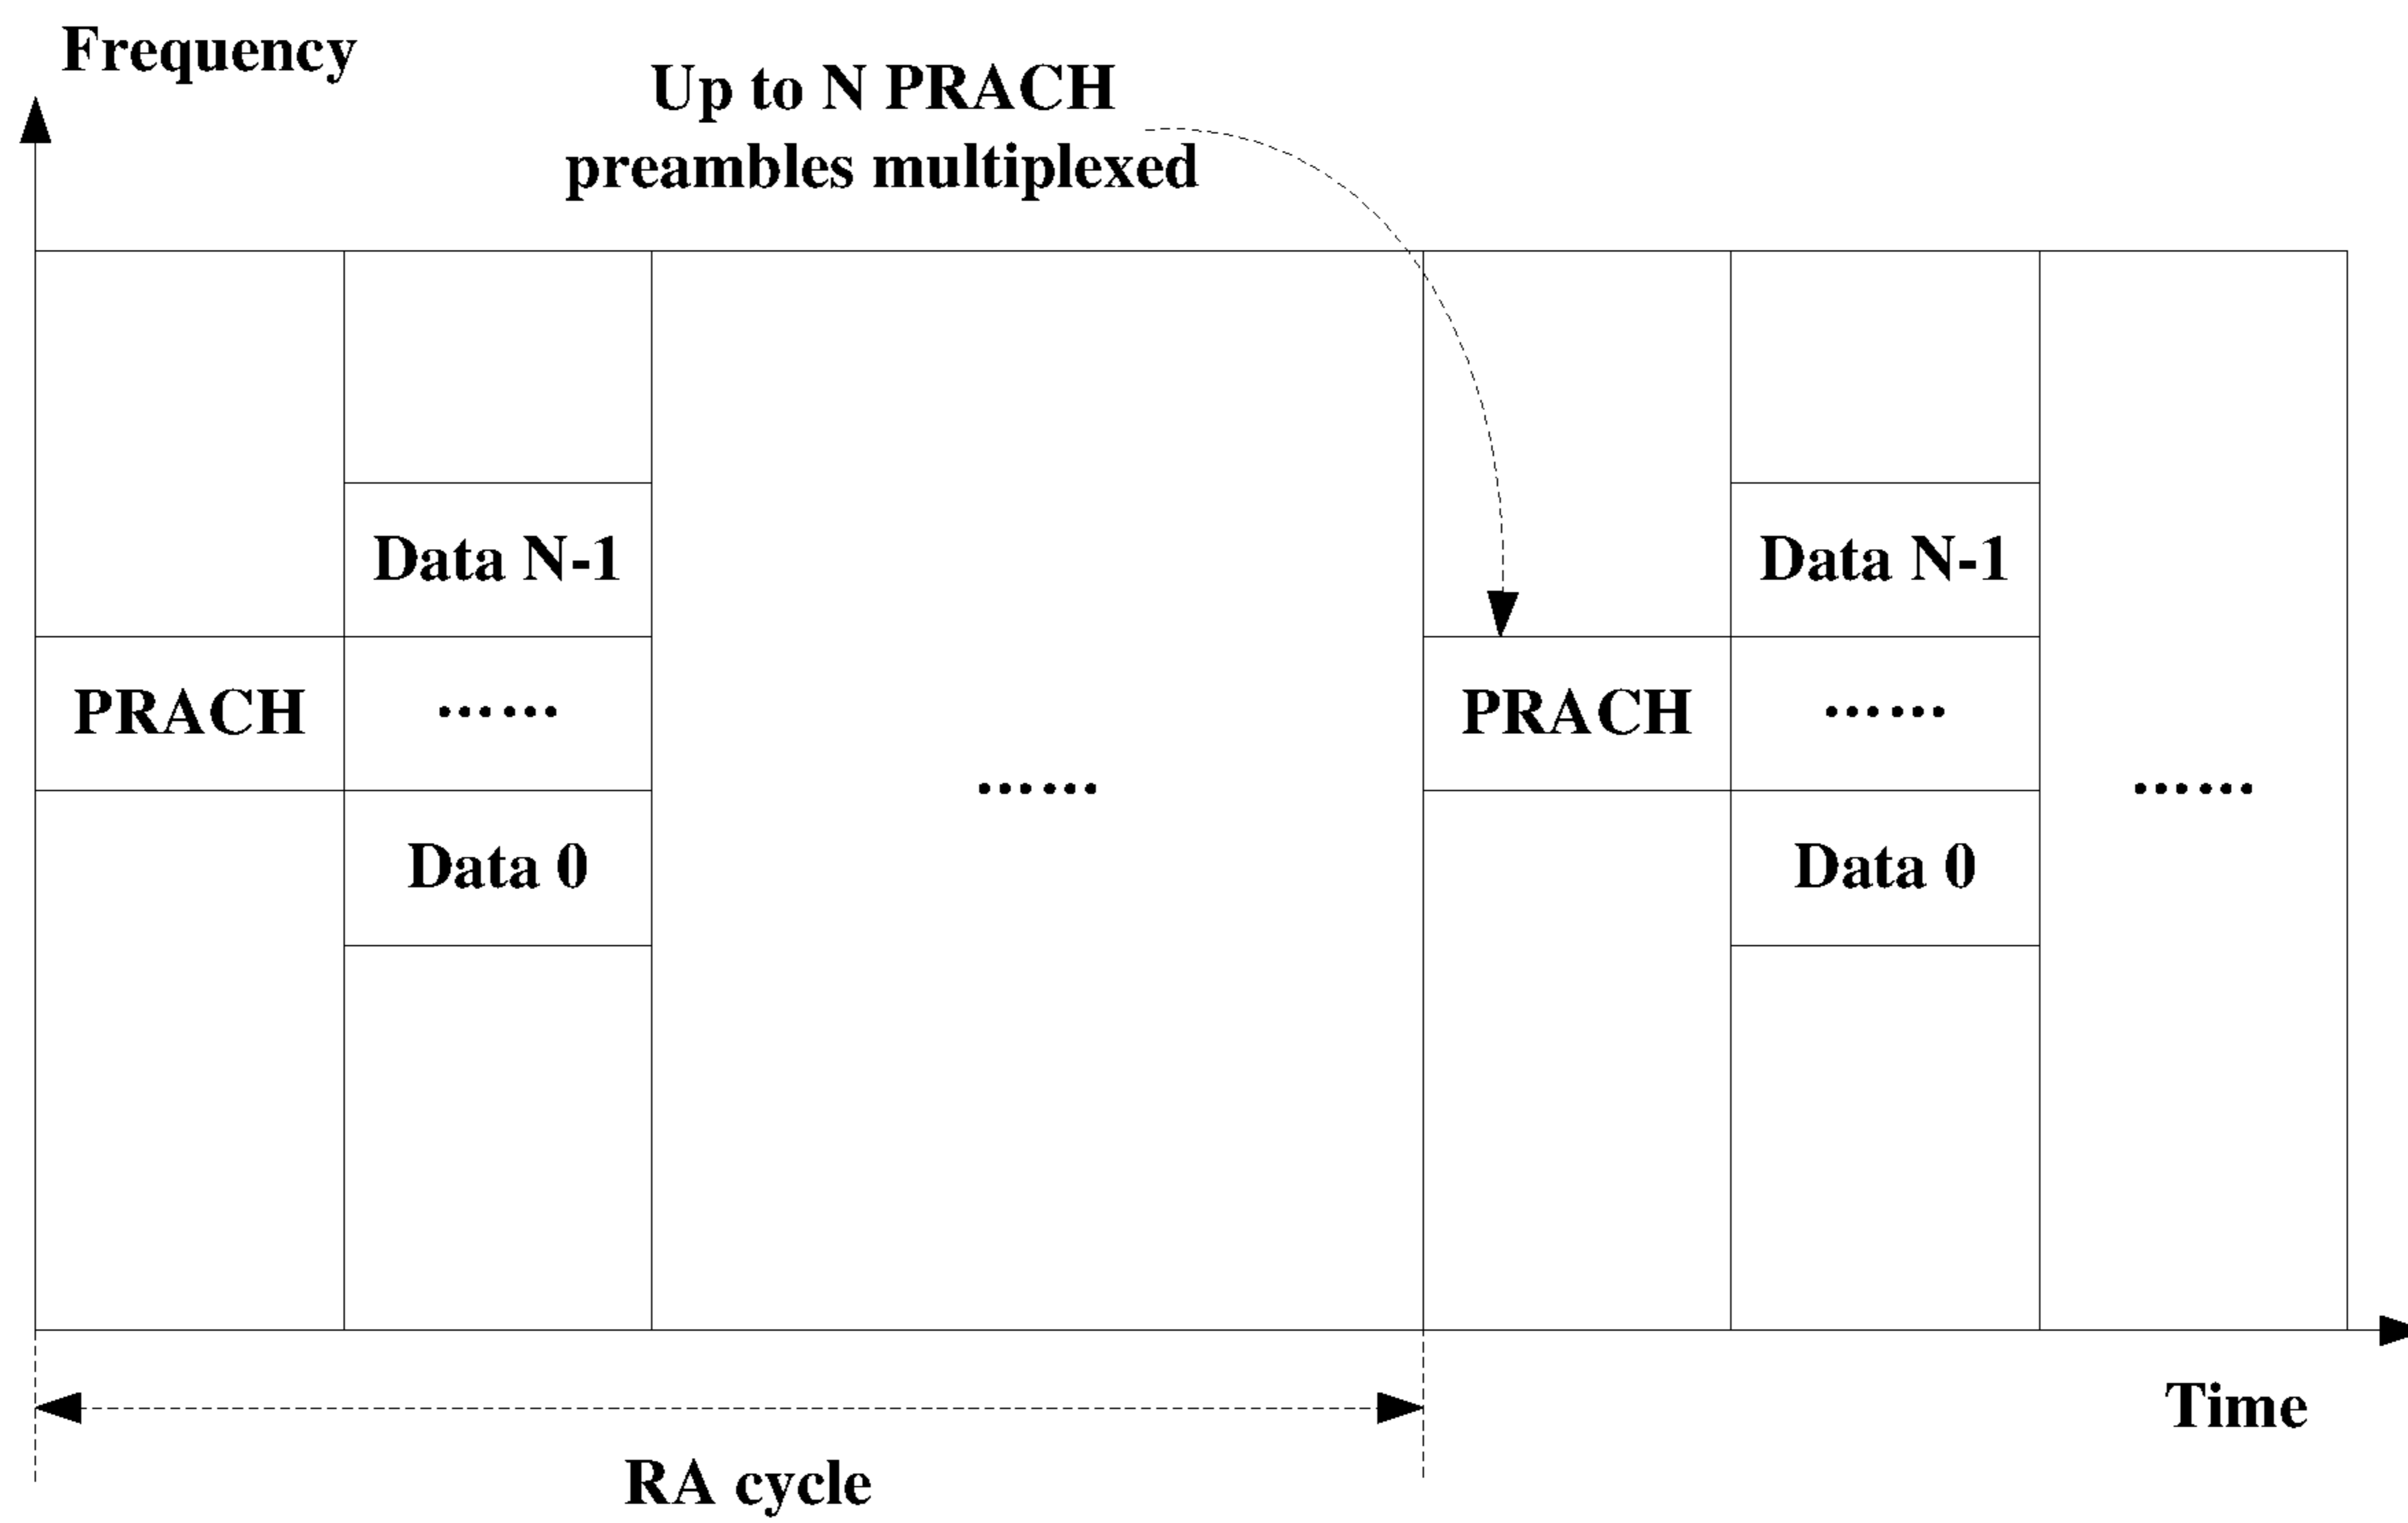 Frequency
Up to N PRACH
preambles multiplexed
Data N-1
Data N-1
PRACH
......
PRACH
......
......
......
Data 0
Data 0
Time
RA cycle